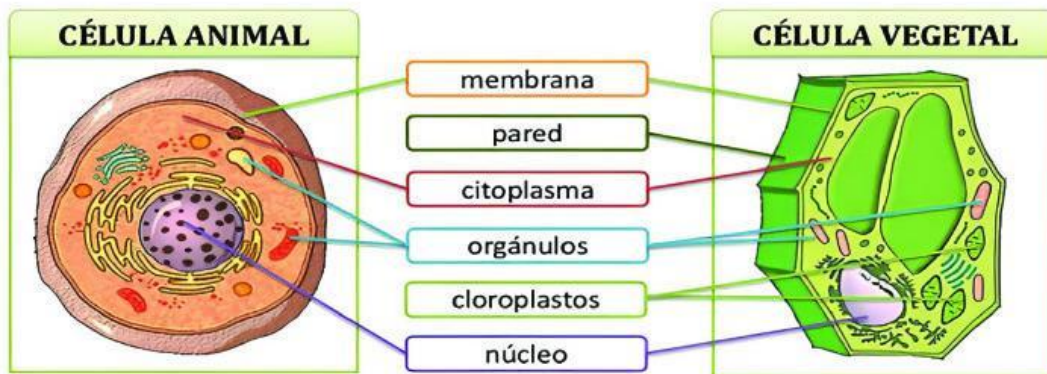 CÉLULA ANIMAL
CÉLULA VEGETAL
membrana
pared
citoplasma
orgánulos
cloroplastos
núcleo